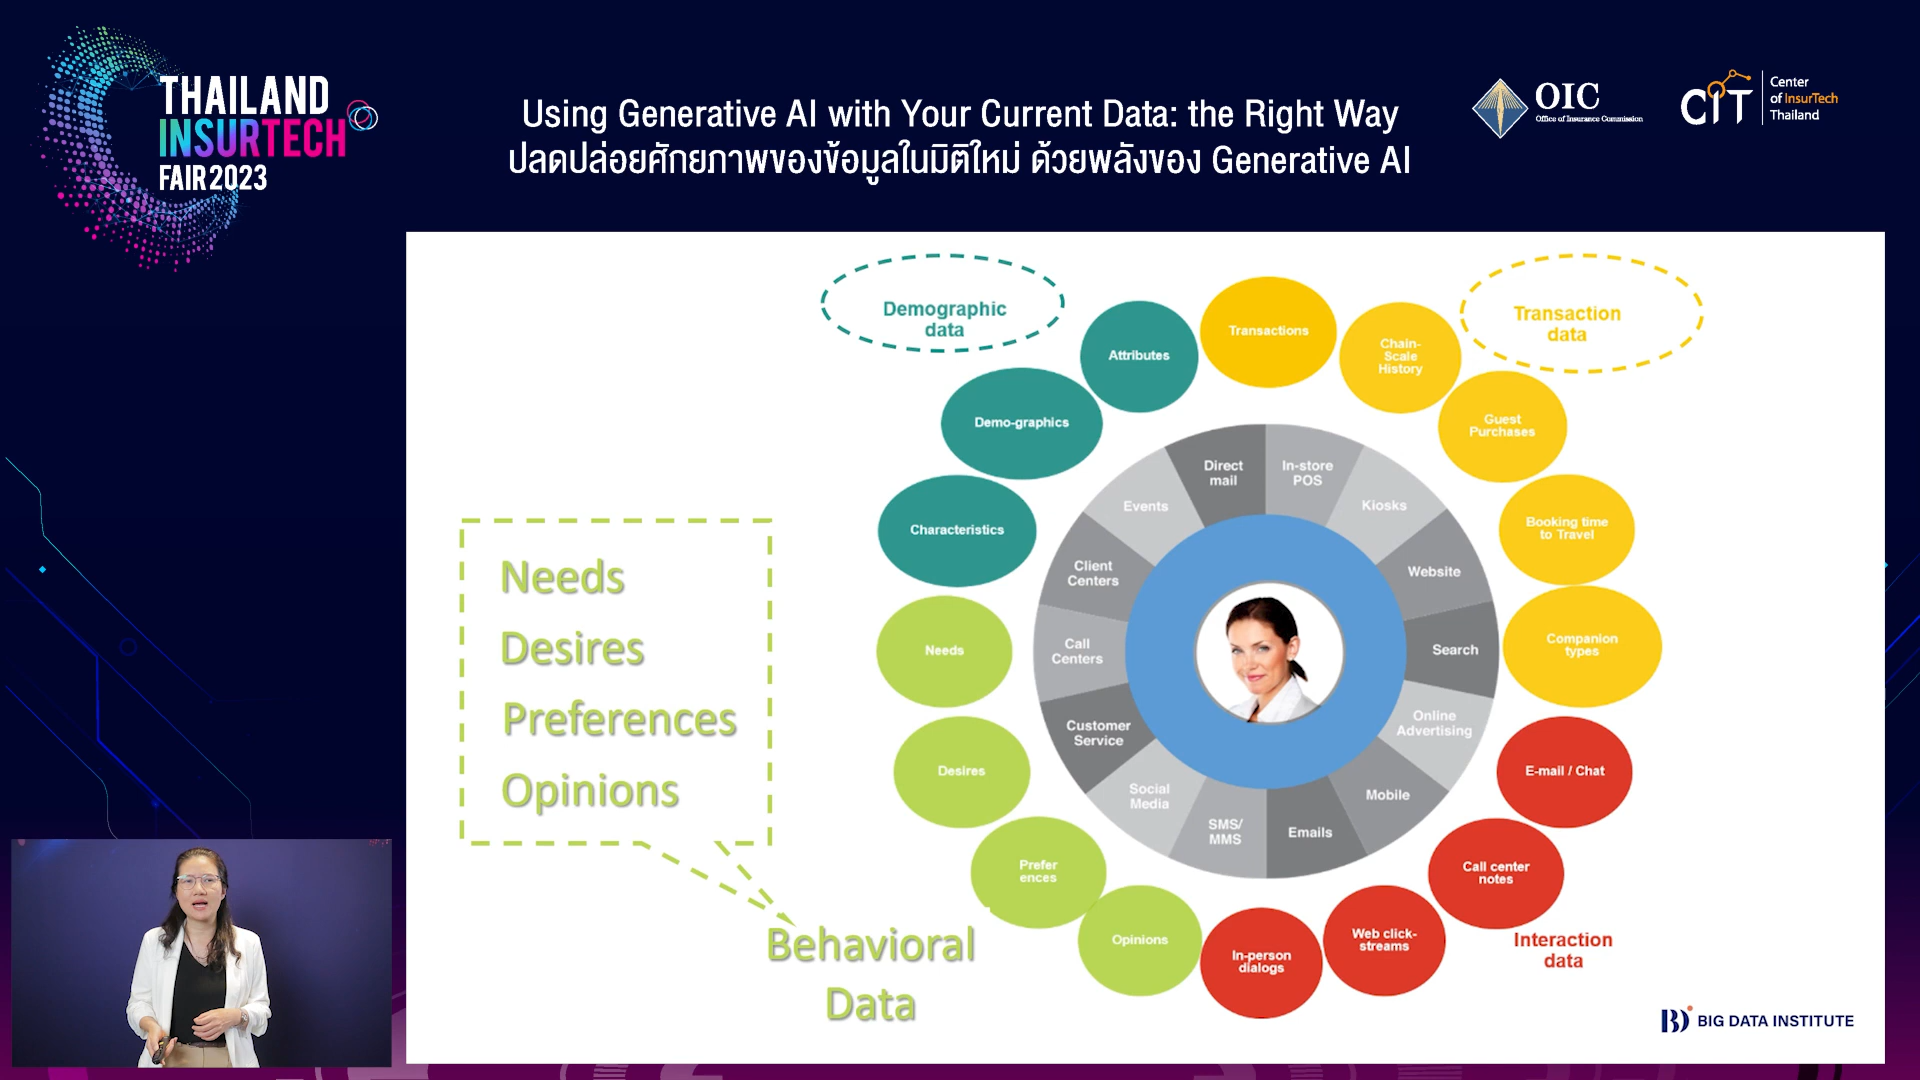 THAILAND
INSURTECH
FAIR 2023
Using Generative AI with Your Current Data: the Right Way
ปลดปล่อยศักยภาพของข้อมูลในมิติใหม่ ด้วยพลังของ Generative AI
OIC
Office of Insurance Commission
CIT
Center
of InsurTech
Thailand
Demographic
data
Transaction
data
Attributes
Transactions
Chain-
Scale
History
Demo-graphics
Guest
Purchases
Characteristics
Booking time
to Travel
Needs
Companion
types
Desires
E-mail / Chat
Prefer
ences
Call center
notes
Opinions
In-person
dialogs
Web click-
streams
Interaction
data
Direct
mail
In-store
POS
Events
Kiosks
Client
Centers
Website
Call
Centers
Search
Customer
Service
Online
Advertising
Social
Media
Mobile
SMS/
MMS
Emails
Needs
Desires
Preferences
Opinions
Behavioral
Data
BIG DATA INSTITUTE